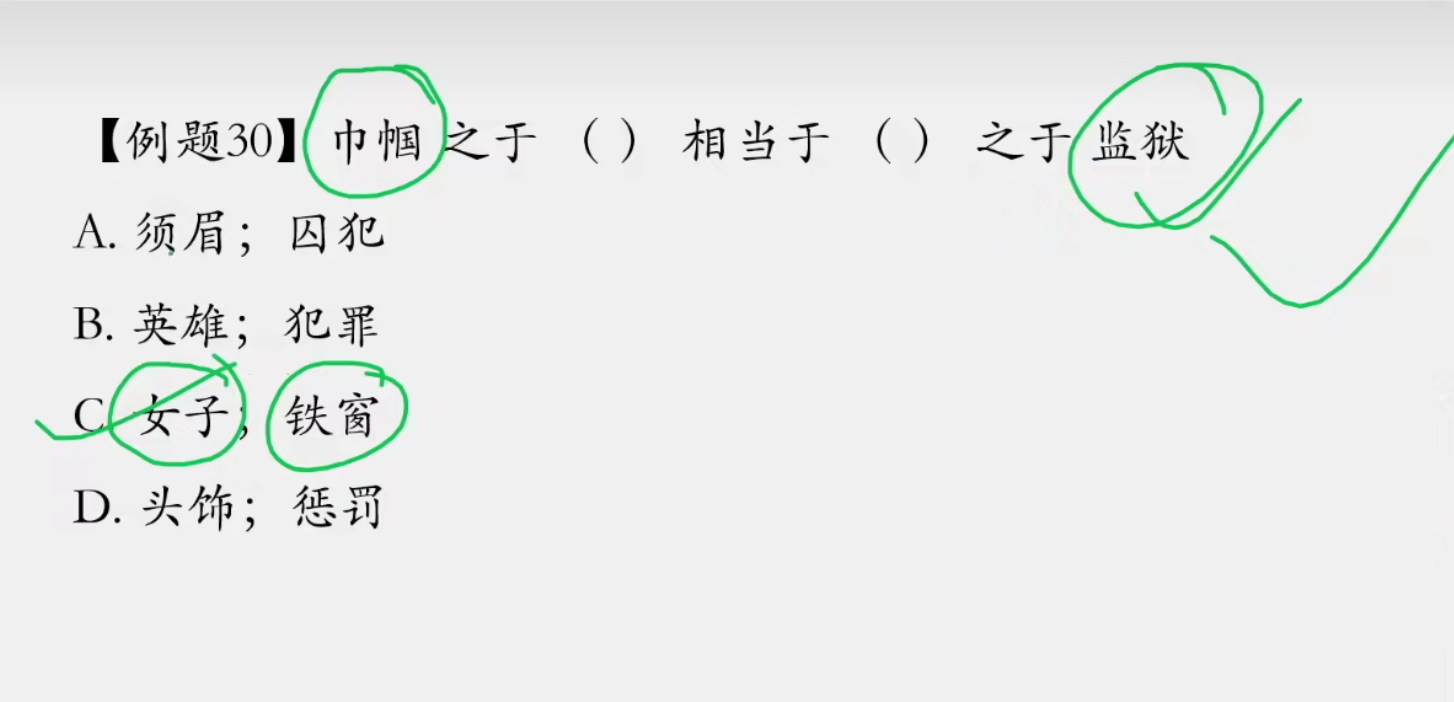 【例题30】 巾帼 之于 （ ） 相当于 （ ） 之于 监狱
A. 须眉；囚犯
B. 英雄；犯罪
C 女子；铁窗
D. 头饰；惩罚